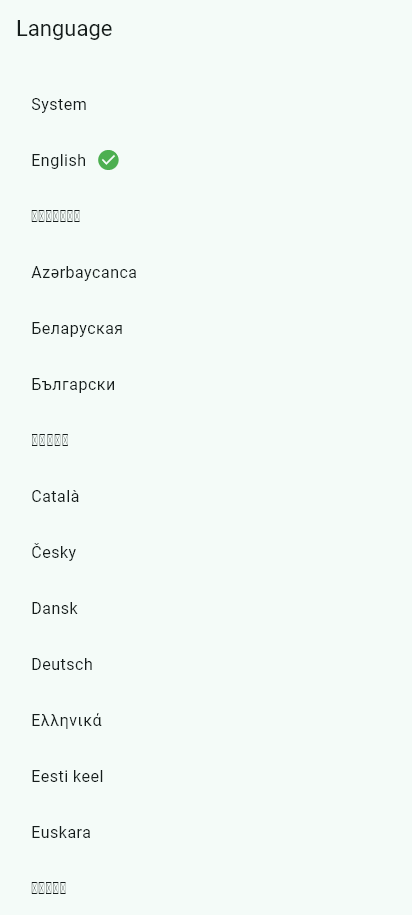 Language
System
English
Azərbaycanca
Беларуская
Български
Català
Česky
Dansk
Deutsch
Ελληνικά
Eesti keel
Euskara